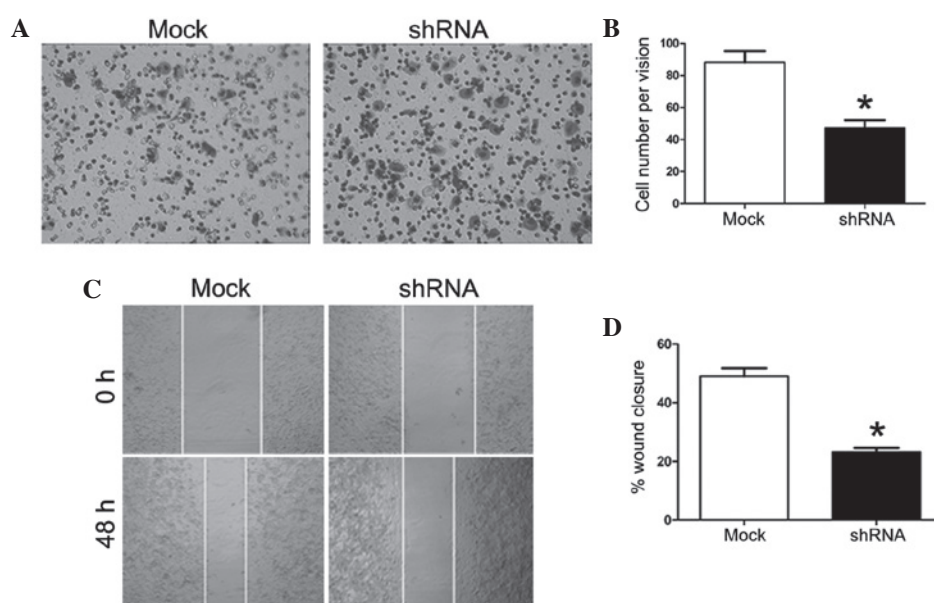 A
Mock
shRNA
B
Cell number per vision
100
80
60
40
20
0
*
Mock
shRNA
C
Mock
shRNA
0 h
48 h
D
% wound closure
60
40
20
0
*
Mock
shRNA